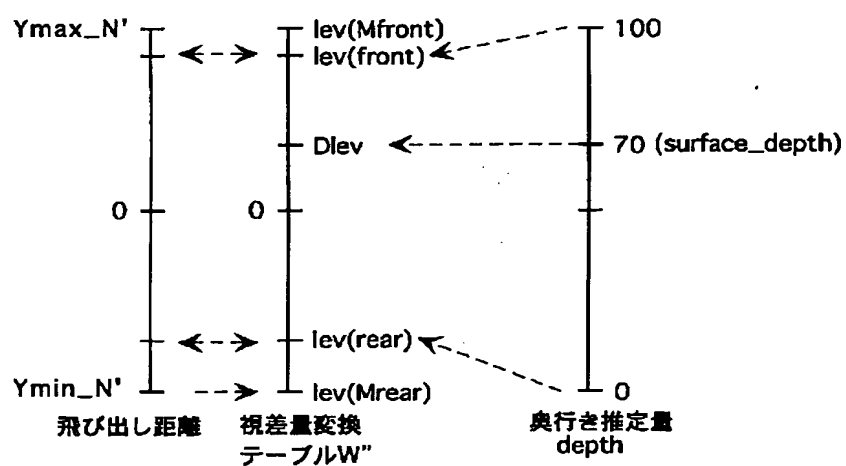 Ymax_N'
lev(Mfront)
100
lev(front)
Dlev
70 (surface_depth)
0
0
lev(rear)
Ymin_N'
lev(Mrear)
0
飛び出し距離
視差量変換
テーブルW"
奥行き推定量
depth